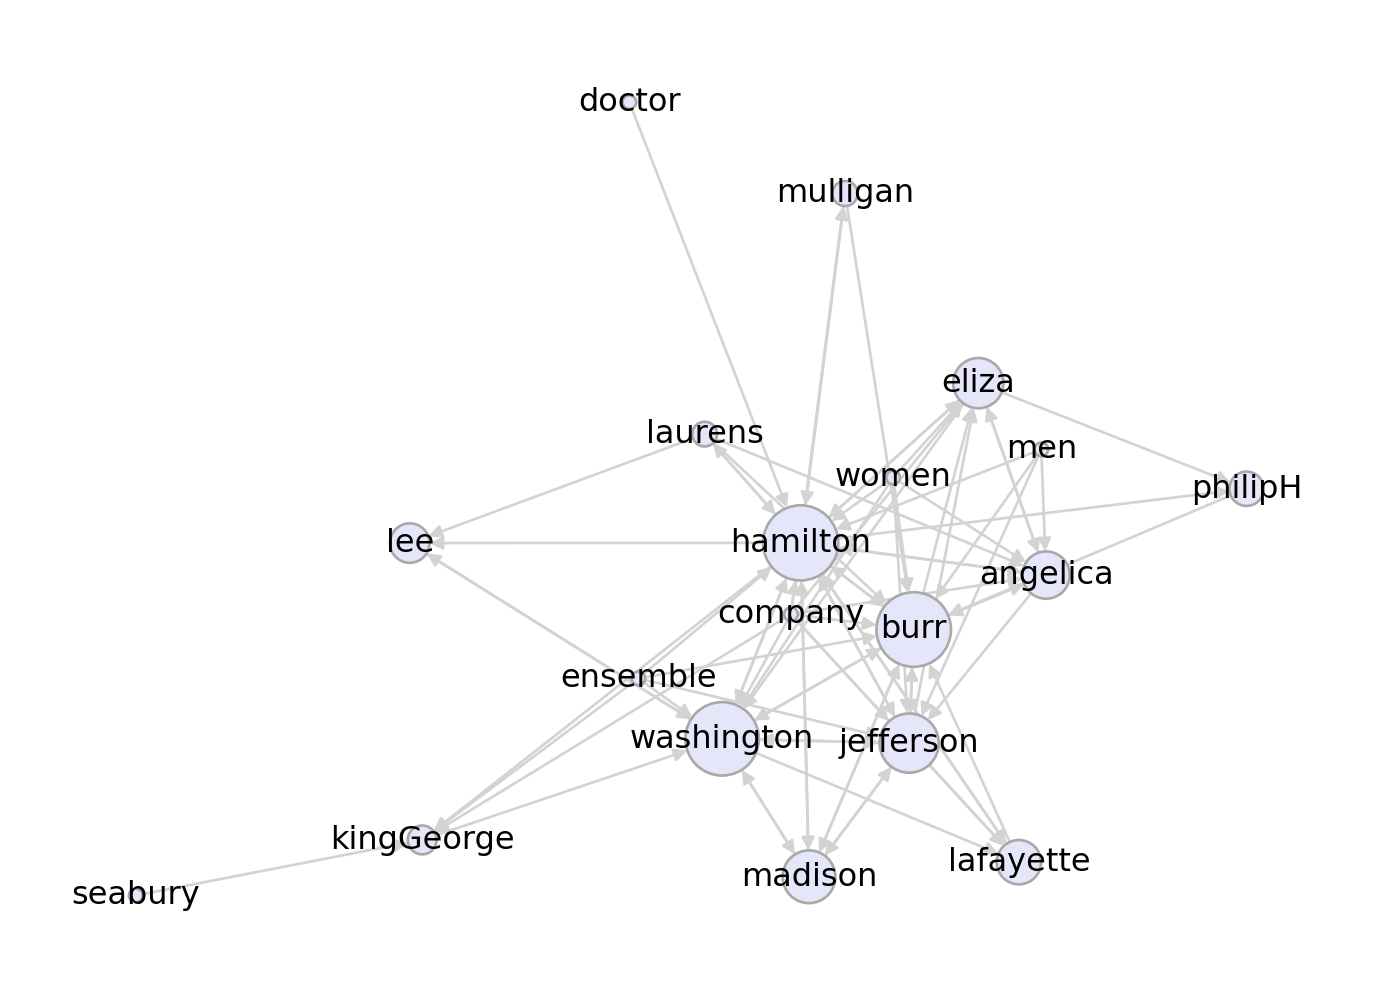 doctor
mulligan
eliza
laurens
men
women
philipH
lee
hamilton
angelica
company
burr
ensemble
washington
jefferson
kingGeorge
lafayette
madison
seabury